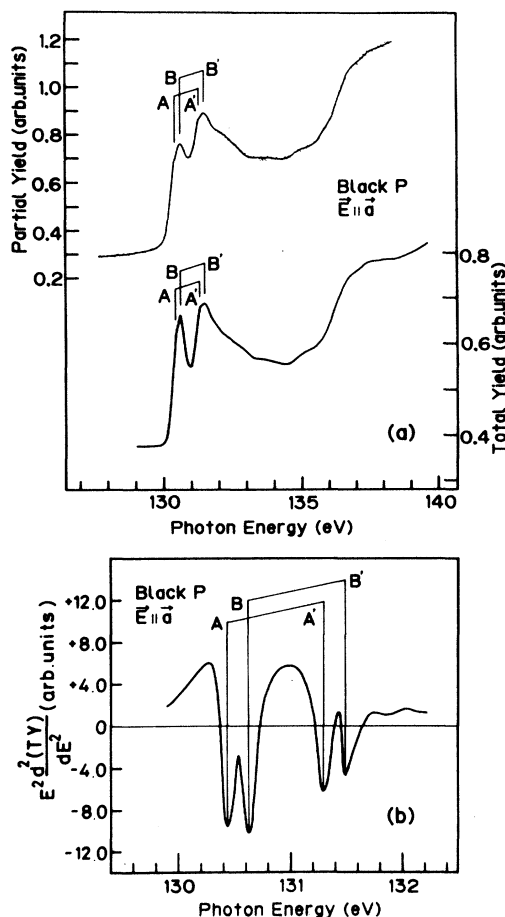 Partial Yield (arb.units)
1.2
1.0
0.8
0.6
0.4
0.2
B B'
A A'
Black P
E⃗ ∥ a⃗
B B'
A A'
0.8
0.6
0.4
Total Yield (arb.units)
(a)
130 135 140
Photon Energy (eV)
E² d²(TY)/dE² (arb.units)
+12.0
+8.0
+4.0
0
-4.0
-8.0
-12.0
Black P
E⃗ ∥ a⃗
B B'
A A'
(b)
130 131 132
Photon Energy (eV)